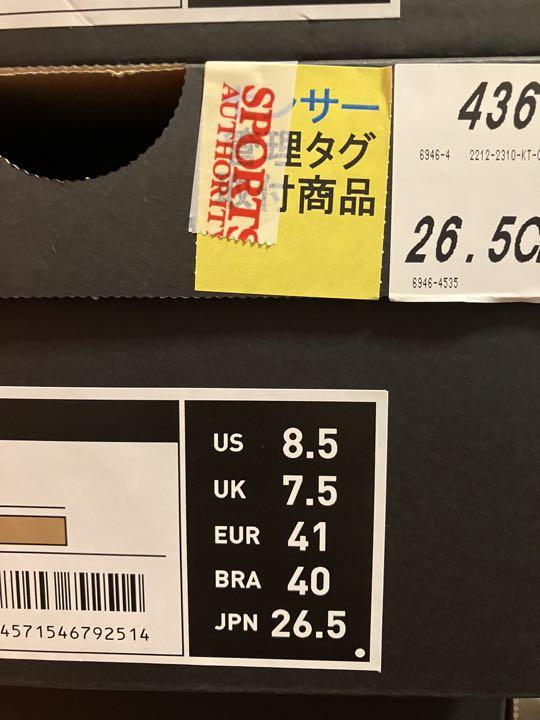 SPORTS
AUTHORITY
サー
理タグ
付商品
436
6946-4 2212-2310-KT-
26.5C
6946-4535
US 8.5
UK 7.5
EUR 41
BRA 40
JPN 26.5
4571546792514